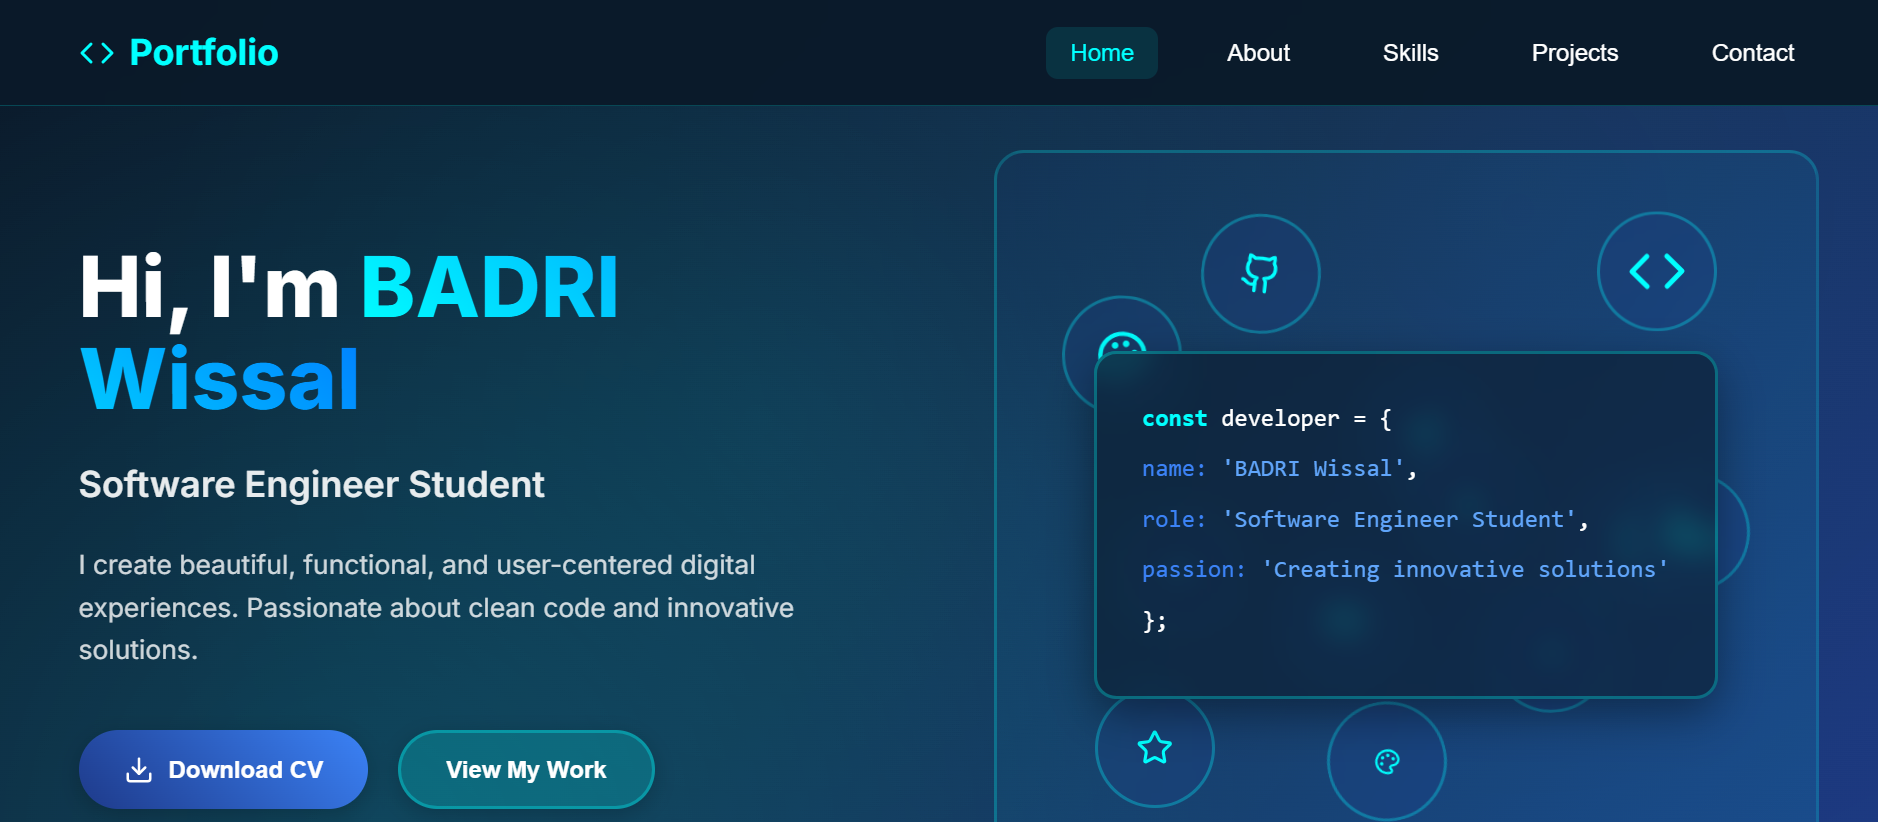 Portfolio
Home
About
Skills
Projects
Contact
Hi, I'm BADRI
Wissal
Software Engineer Student
I create beautiful, functional, and user-centered digital
experiences. Passionate about clean code and innovative
solutions.
Download CV
View My Work
const developer = {
name: 'BADRI Wissal',
role: 'Software Engineer Student',
passion: 'Creating innovative solutions'
};